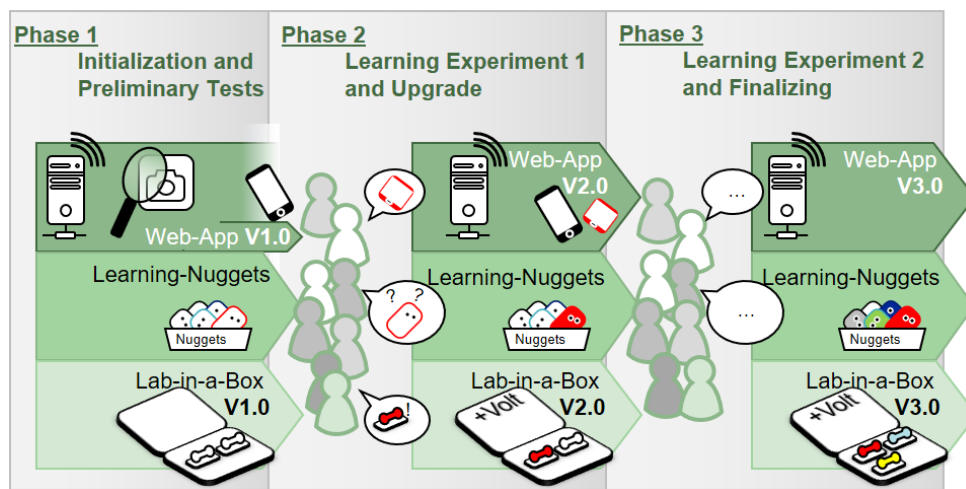 Phase 1
Initialization and
Preliminary Tests
Phase 2
Learning Experiment 1
and Upgrade
Phase 3
Learning Experiment 2
and Finalizing
Web-App V1.0
Web-App
V2.0
...
Web-App
V3.0
Learning-Nuggets
Nuggets
? ?
Learning-Nuggets
Nuggets
...
Learning-Nuggets
Nuggets
Lab-in-a-Box
V1.0
!
Lab-in-a-Box
V2.0
+Volt
Lab-in-a-Box
V3.0
+Volt